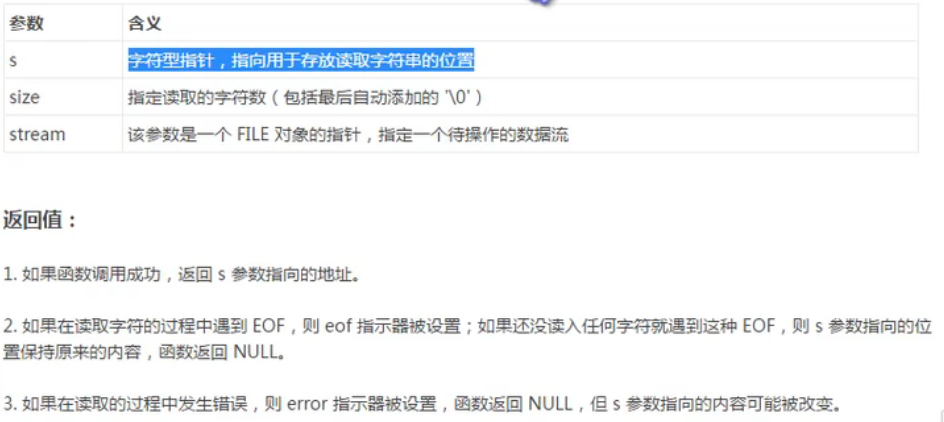 参数 含义
s 字符型指针，指向用于存放读取字符串的位置
size 指定读取的字符数（包括最后自动添加的 '\0'）
stream 该参数是一个 FILE 对象的指针，指定一个待操作的数据流
返回值：
1. 如果函数调用成功，返回 s 参数指向的地址。
2. 如果在读取字符的过程中遇到 EOF，则 eof 指示器被设置；如果还没读入任何字符就遇到这种 EOF，则 s 参数指向的位
置保持原来的内容，函数返回 NULL。
3. 如果在读取的过程中发生错误，则 error 指示器被设置，函数返回 NULL，但 s 参数指向的内容可能被改变。